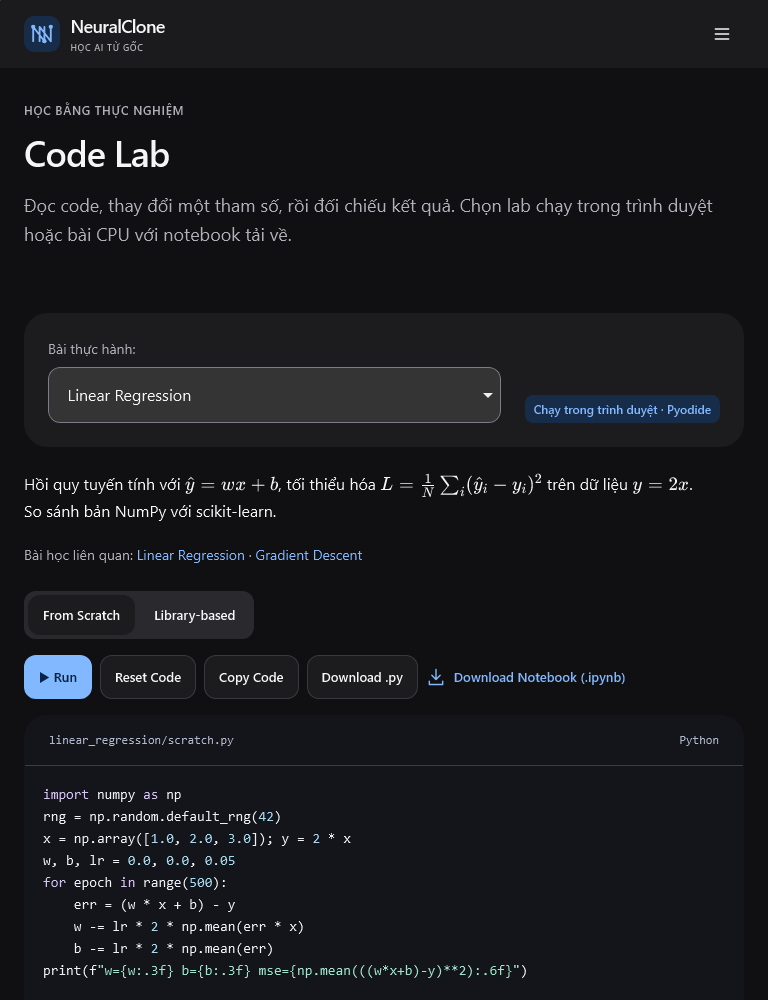 NeuralClone
HỌC AI TỪ GỐC
HỌC BẰNG THỰC NGHIỆM
Code Lab
Đọc code, thay đổi một tham số, rồi đối chiếu kết quả. Chọn lab chạy trong trình duyệt
hoặc bài CPU với notebook tải về.
Bài thực hành:
Linear Regression
Chạy trong trình duyệt · Pyodide
Hồi quy tuyến tính với ŷ = wx + b, tối thiểu hóa L = 1/N ∑ᵢ(ŷᵢ − yᵢ)² trên dữ liệu y = 2x.
So sánh bản NumPy với scikit-learn.
Bài học liên quan: Linear Regression · Gradient Descent
From Scratch Library-based
▶ Run Reset Code Copy Code Download .py Download Notebook (.ipynb)
linear_regression/scratch.py Python
import numpy as np
rng = np.random.default_rng(42)
x = np.array([1.0, 2.0, 3.0]); y = 2 * x
w, b, lr = 0.0, 0.0, 0.05
for epoch in range(500):
    err = (w * x + b) - y
    w -= lr * 2 * np.mean(err * x)
    b -= lr * 2 * np.mean(err)
print(f"w={w:.3f} b={b:.3f} mse={np.mean(((w*x+b)-y)**2):.6f}")